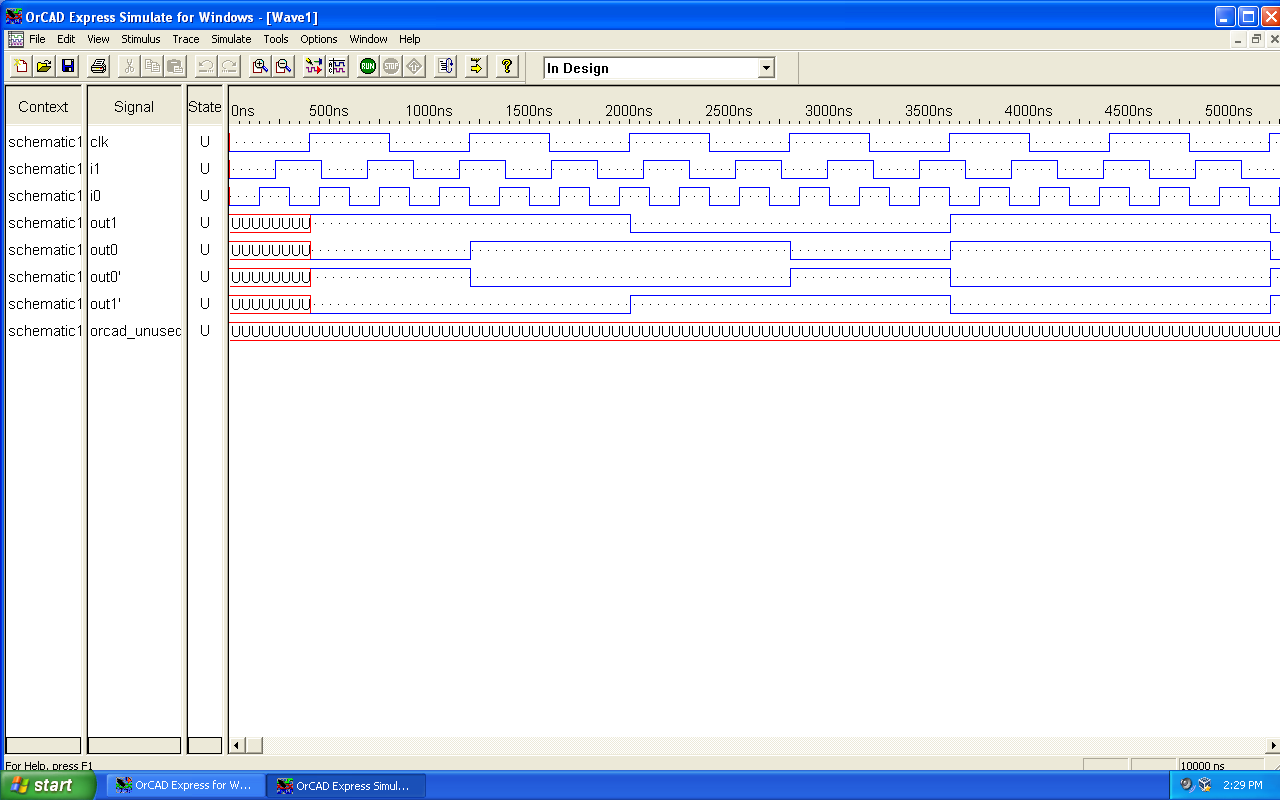 OrCAD Express Simulate for Windows - [Wave1]
File Edit View Stimulus Trace Simulate Tools Options Window Help
RUN STOP ? In Design
Context Signal State 0ns 500ns 1000ns 1500ns 2000ns 2500ns 3000ns 3500ns 4000ns 4500ns 5000ns
schematic1 clk U
schematic1 i1 U
schematic1 i0 U
schematic1 out1 U UUUUUUUU
schematic1 out0 U UUUUUUUU
schematic1 out0' U UUUUUUUU
schematic1 out1' U UUUUUUUU
schematic1 orcad_unused U
For Help, press F1 10000 ns
start OrCAD Express for W... OrCAD Express Simul... 2:29 PM